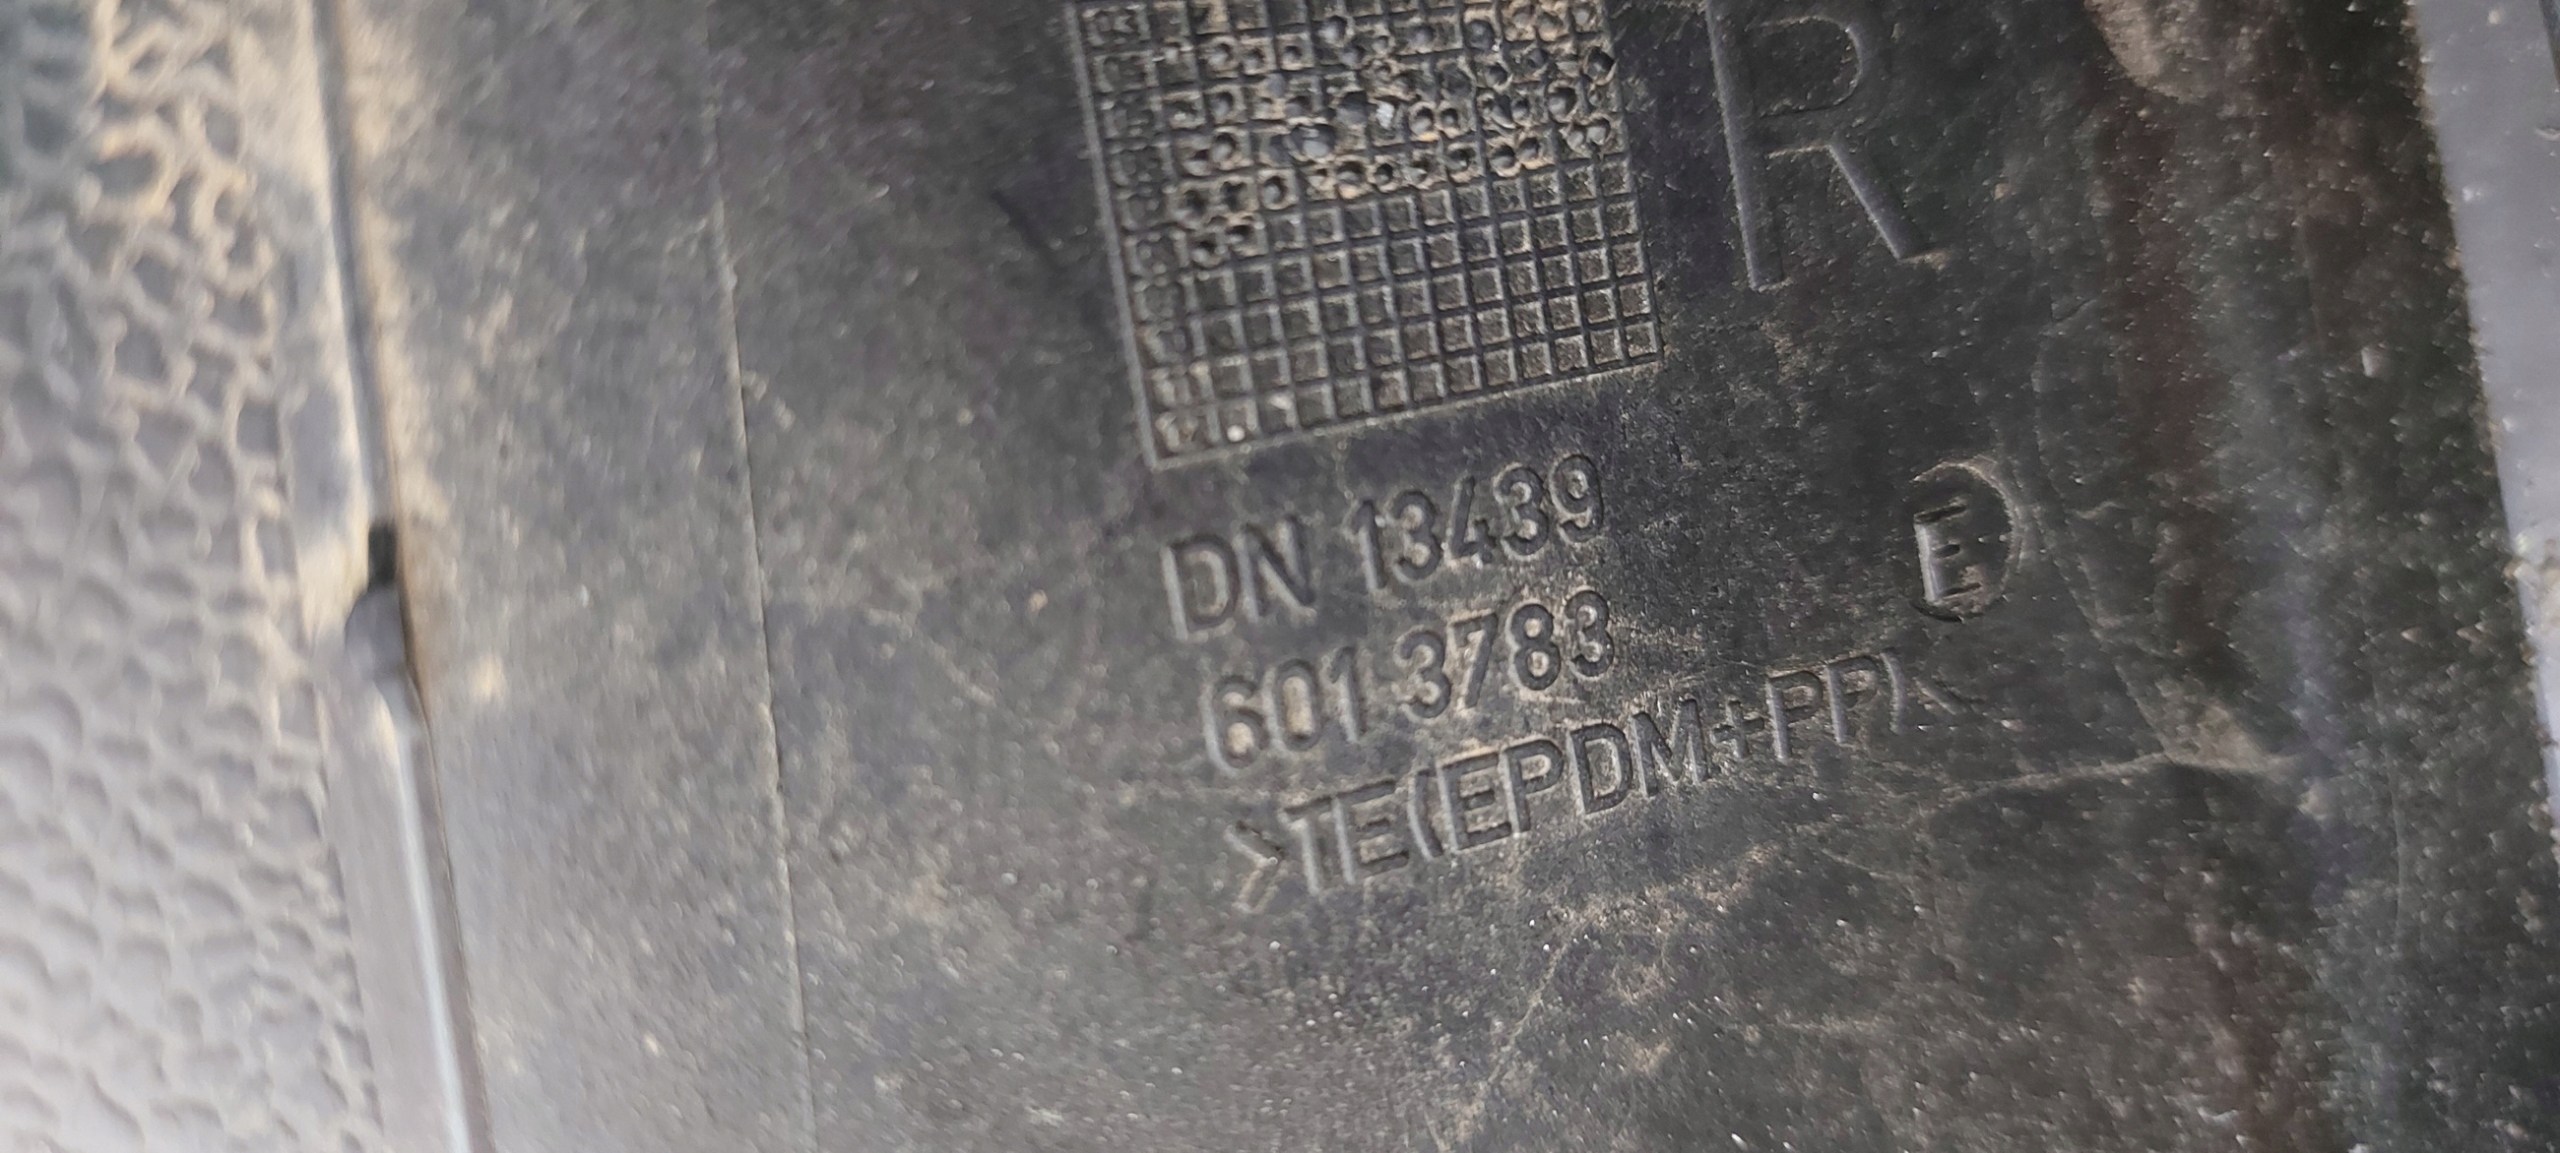 R
DN 13439
E
601 3783
>TE(EPDM+PP)<